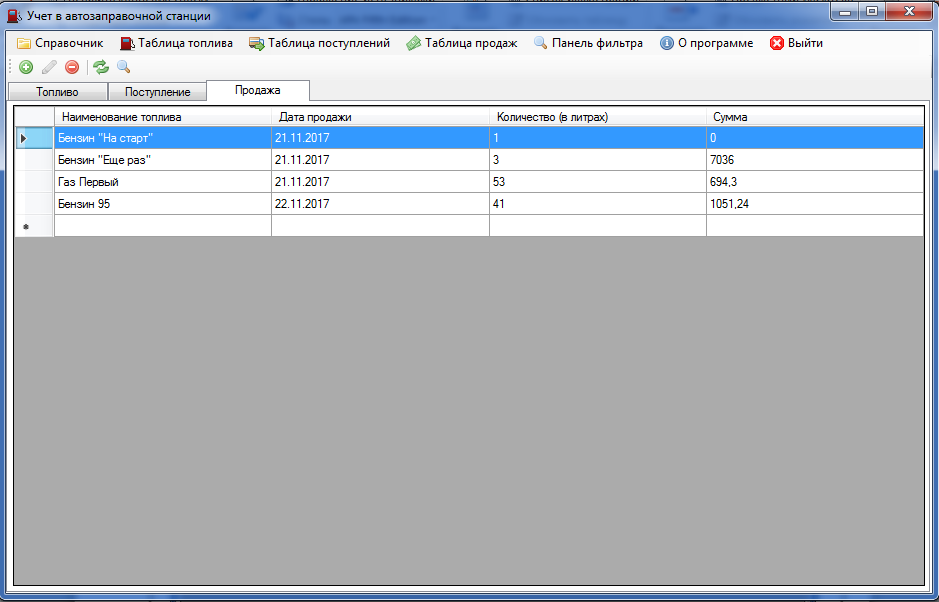 Учет в автозаправочной станции
Справочник Таблица топлива Таблица поступлений Таблица продаж Панель фильтра О программе Выйти
Топливо Поступление Продажа
Наименование топлива Дата продажи Количество (в литрах) Сумма
Бензин "На старт" 21.11.2017 1 0
Бензин "Еще раз" 21.11.2017 3 7036
Газ Первый 21.11.2017 53 694,3
Бензин 95 22.11.2017 41 1051,24